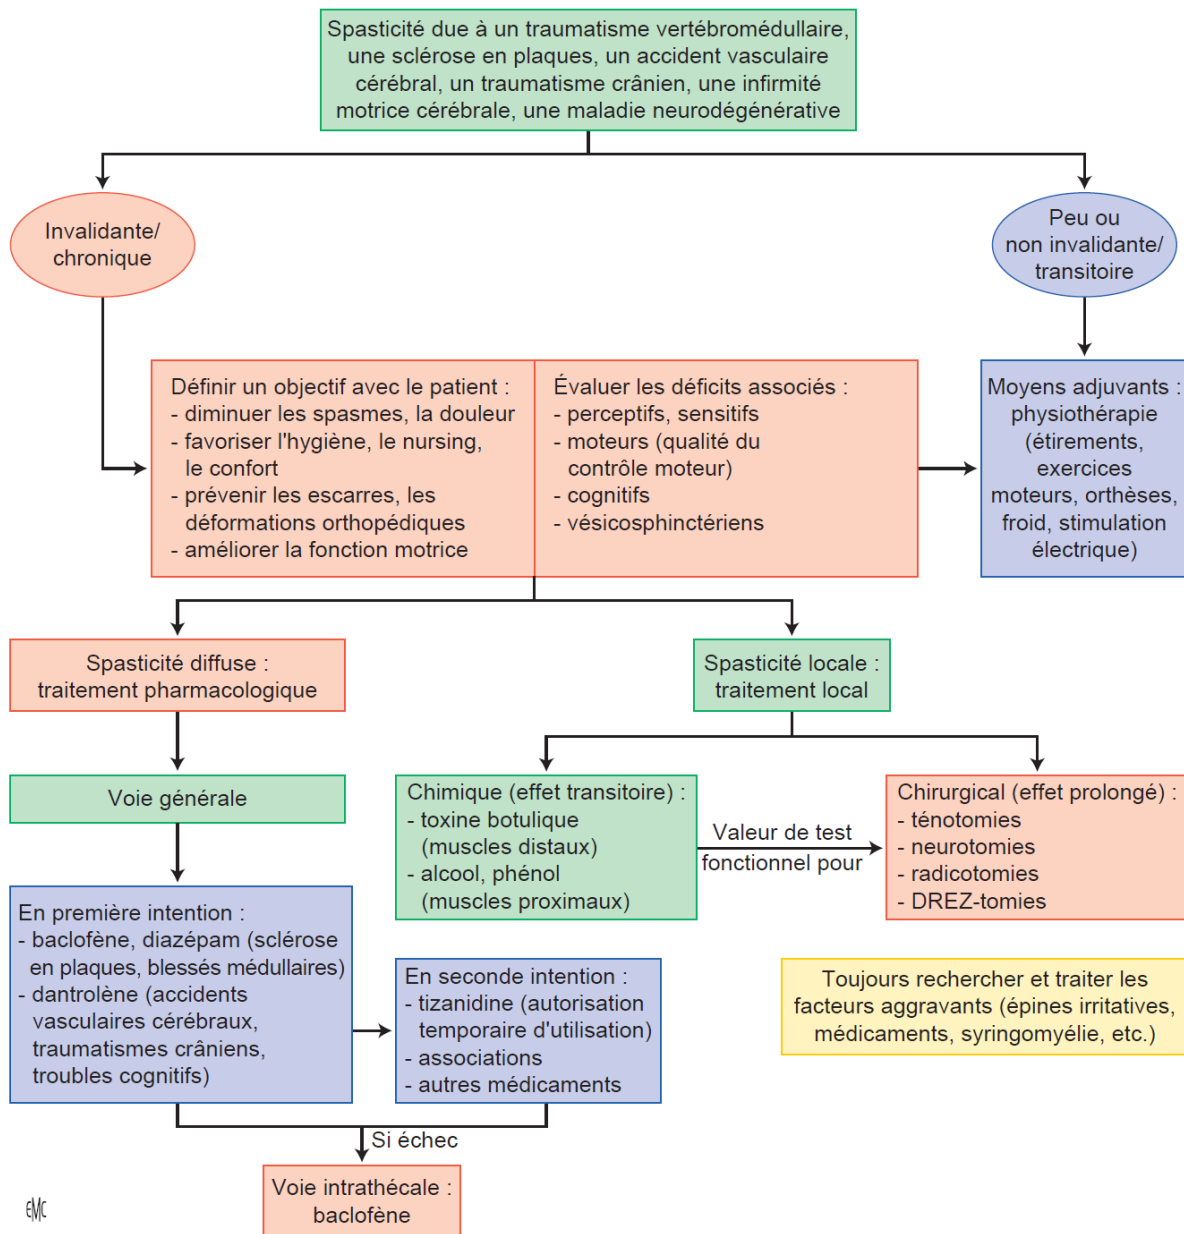 Spasticité due à un traumatisme vertébromédullaire,
une sclérose en plaques, un accident vasculaire
cérébral, un traumatisme crânien, une infirmité
motrice cérébrale, une maladie neurodégénérative
Invalidante/
chronique
Peu ou
non invalidante/
transitoire
Définir un objectif avec le patient :
- diminuer les spasmes, la douleur
- favoriser l'hygiène, le nursing,
le confort
- prévenir les escarres, les
déformations orthopédiques
- améliorer la fonction motrice
Évaluer les déficits associés :
- perceptifs, sensitifs
- moteurs (qualité du
contrôle moteur)
- cognitifs
- vésicosphinctériens
Moyens adjuvants :
physiothérapie
(étirements,
exercices
moteurs, orthèses,
froid, stimulation
électrique)
Spasticité diffuse :
traitement pharmacologique
Spasticité locale :
traitement local
Voie générale
Chimique (effet transitoire) :
- toxine botulique
(muscles distaux)
- alcool, phénol
(muscles proximaux)
Valeur de test
fonctionnel pour
Chirurgical (effet prolongé) :
- ténotomies
- neurotomies
- radicotomies
- DREZ-tomies
En première intention :
- baclofène, diazépam (sclérose
en plaques, blessés médullaires)
- dantrolène (accidents
vasculaires cérébraux,
traumatismes crâniens,
troubles cognitifs)
En seconde intention :
- tizanidine (autorisation
temporaire d'utilisation)
- associations
- autres médicaments
Toujours rechercher et traiter les
facteurs aggravants (épines irritatives,
médicaments, syringomyélie, etc.)
Si échec
Voie intrathécale :
baclofène
EMC